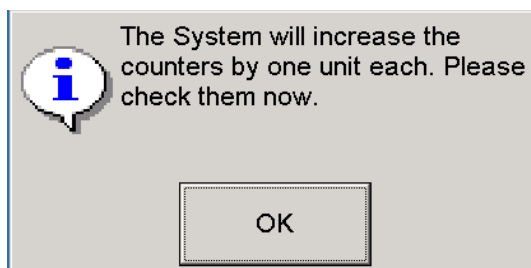 The System will increase the
counters by one unit each. Please
check them now.
OK